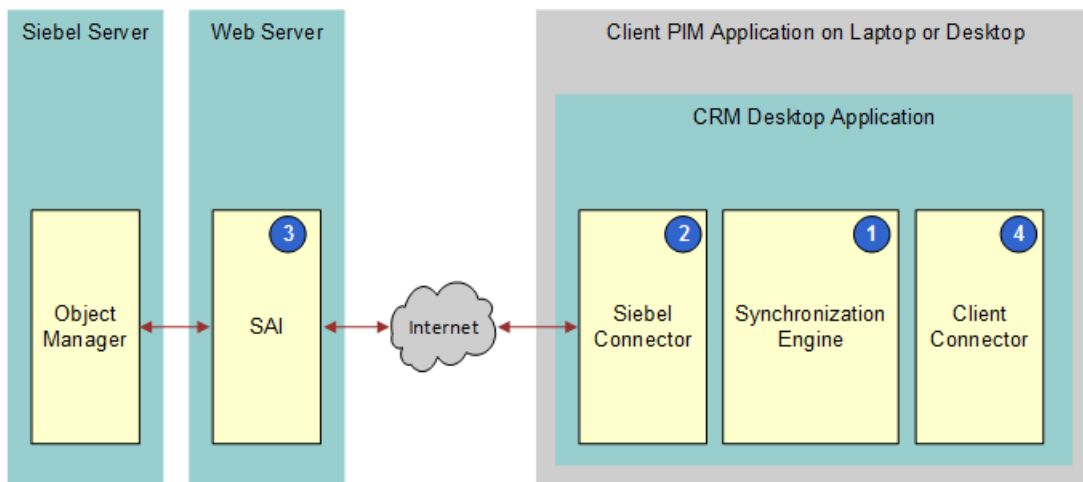 Siebel Server
Web Server
Client PIM Application on Laptop or Desktop
CRM Desktop Application
Object
Manager
3
SAI
Internet
2
Siebel
Connector
1
Synchronization
Engine
4
Client
Connector